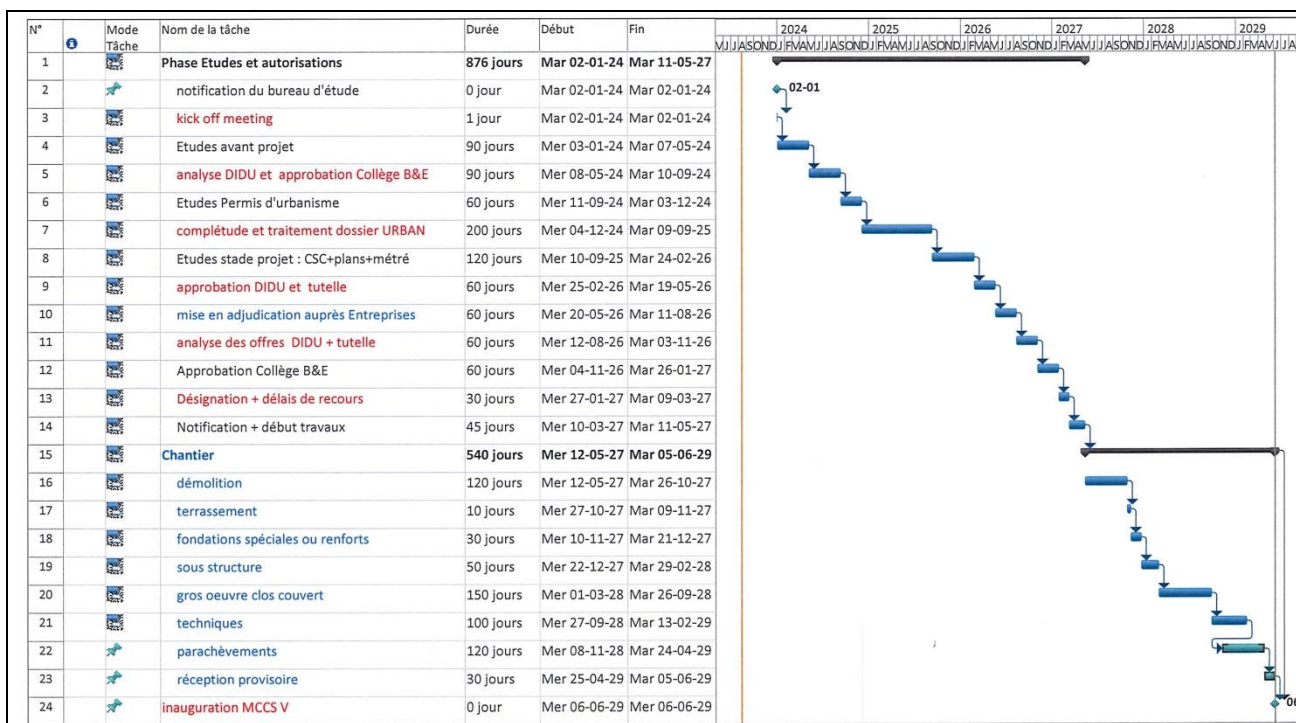 N° Mode Tâche Nom de la tâche Durée Début Fin 2024 2025 2026 2027 2028 2029
MJJASONDJFMAMJJASONDJFMAMJJASONDJFMAMJJASONDJFMAMJJASONDJFMAMJJASONDJFMAMJJA
1 Phase Etudes et autorisations 876 jours Mar 02-01-24 Mar 11-05-27
2 notification du bureau d'étude 0 jour Mar 02-01-24 Mar 02-01-24 02-01
3 kick off meeting 1 jour Mar 02-01-24 Mar 02-01-24
4 Etudes avant projet 90 jours Mer 03-01-24 Mar 07-05-24
5 analyse DIDU et approbation Collège B&E 90 jours Mer 08-05-24 Mar 10-09-24
6 Etudes Permis d'urbanisme 60 jours Mer 11-09-24 Mar 03-12-24
7 complétude et traitement dossier URBAN 200 jours Mer 04-12-24 Mar 09-09-25
8 Etudes stade projet : CSC+plans+métré 120 jours Mer 10-09-25 Mar 24-02-26
9 approbation DIDU et tutelle 60 jours Mer 25-02-26 Mar 19-05-26
10 mise en adjudication auprès Entreprises 60 jours Mer 20-05-26 Mar 11-08-26
11 analyse des offres DIDU + tutelle 60 jours Mer 12-08-26 Mar 03-11-26
12 Approbation Collège B&E 60 jours Mer 04-11-26 Mar 26-01-27
13 Désignation + délais de recours 30 jours Mer 27-01-27 Mar 09-03-27
14 Notification + début travaux 45 jours Mer 10-03-27 Mar 11-05-27
15 Chantier 540 jours Mer 12-05-27 Mar 05-06-29
16 démolition 120 jours Mer 12-05-27 Mar 26-10-27
17 terrassement 10 jours Mer 27-10-27 Mar 09-11-27
18 fondations spéciales ou renforts 30 jours Mer 10-11-27 Mar 21-12-27
19 sous structure 50 jours Mer 22-12-27 Mar 29-02-28
20 gros oeuvre clos couvert 150 jours Mer 01-03-28 Mar 26-09-28
21 techniques 100 jours Mer 27-09-28 Mar 13-02-29
22 parachèvements 120 jours Mer 08-11-28 Mar 24-04-29
23 réception provisoire 30 jours Mer 25-04-29 Mar 05-06-29
24 inauguration MCCS V 0 jour Mer 06-06-29 Mer 06-06-29